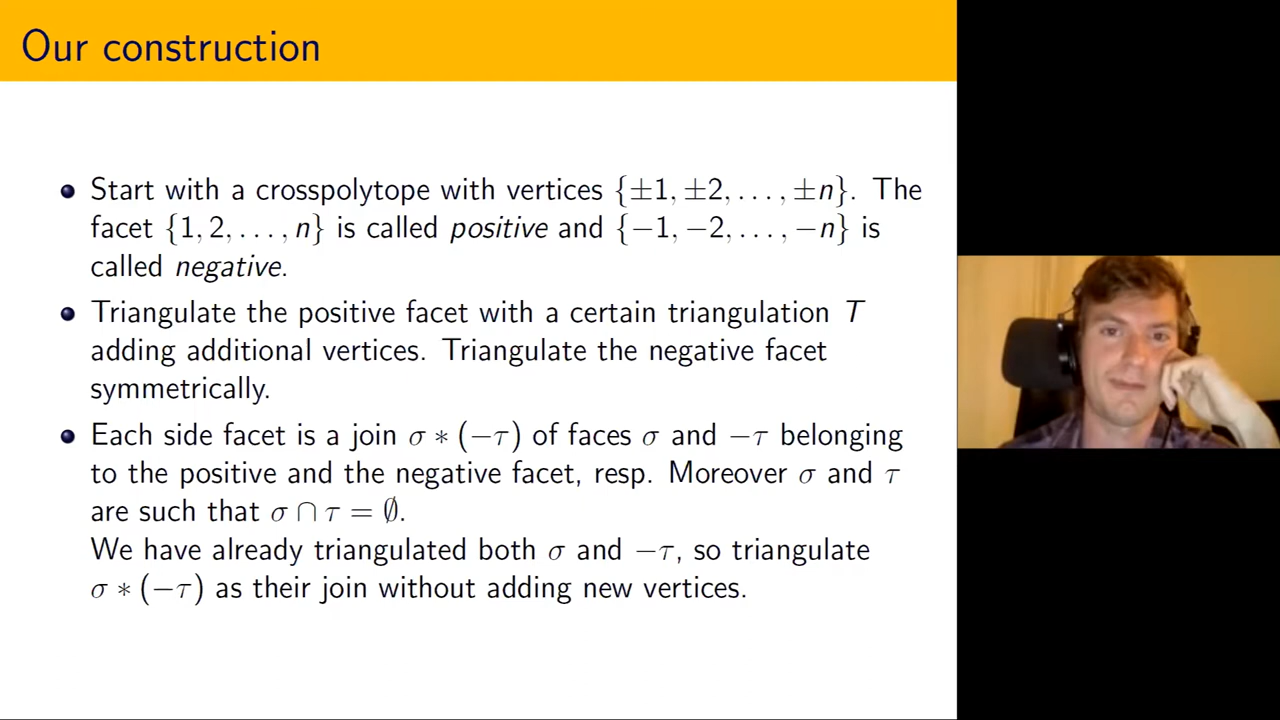 Our construction
Start with a crosspolytope with vertices {±1, ±2, . . . , ±n}. The
facet {1, 2, . . . , n} is called positive and {−1, −2, . . . , −n} is
called negative.
Triangulate the positive facet with a certain triangulation T
adding additional vertices. Triangulate the negative facet
symmetrically.
Each side facet is a join σ ∗ (−τ) of faces σ and −τ belonging
to the positive and the negative facet, resp. Moreover σ and τ
are such that σ ∩ τ = ∅.
We have already triangulated both σ and −τ, so triangulate
σ ∗ (−τ) as their join without adding new vertices.